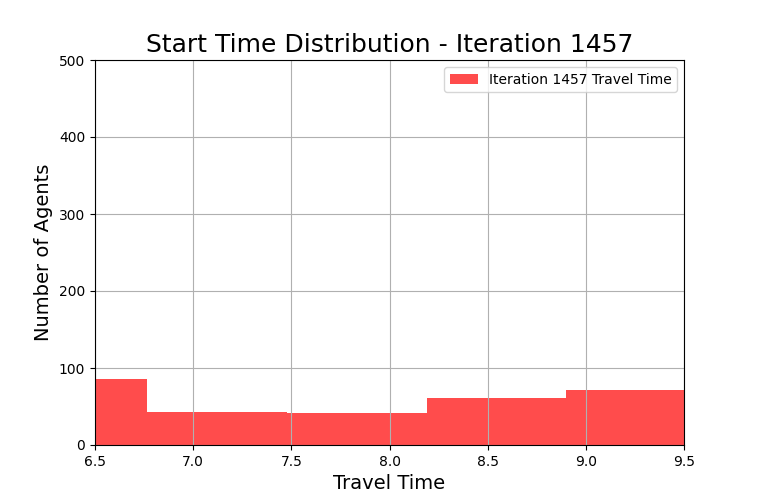 Start Time Distribution - Iteration 1457
Iteration 1457 Travel Time
Number of Agents
500
400
300
200
100
0
6.5 7.0 7.5 8.0 8.5 9.0 9.5
Travel Time